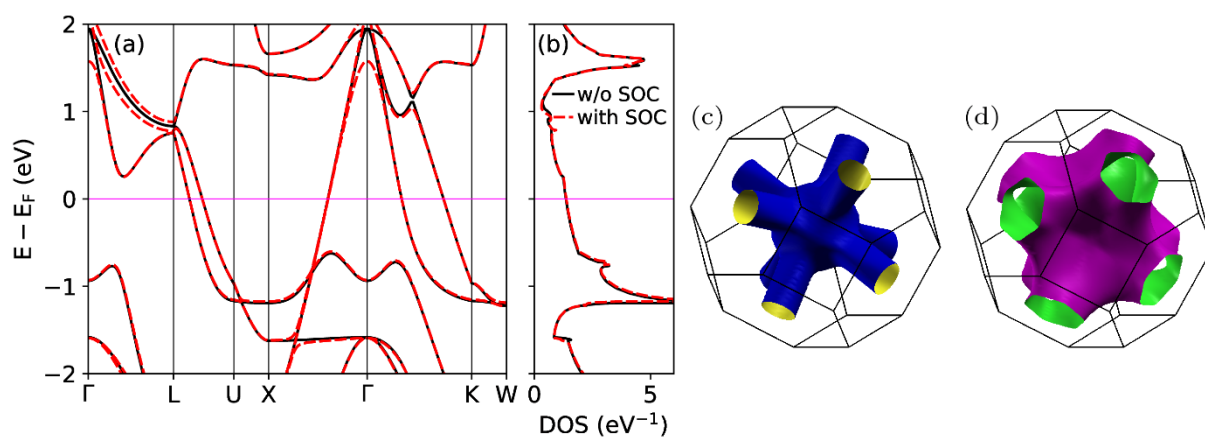 (a)
(b)
(c)
(d)
E − E_F (eV)
2
1
0
−1
−2
Γ L U X Γ K W
w/o SOC
with SOC
0 5
DOS (eV⁻¹)